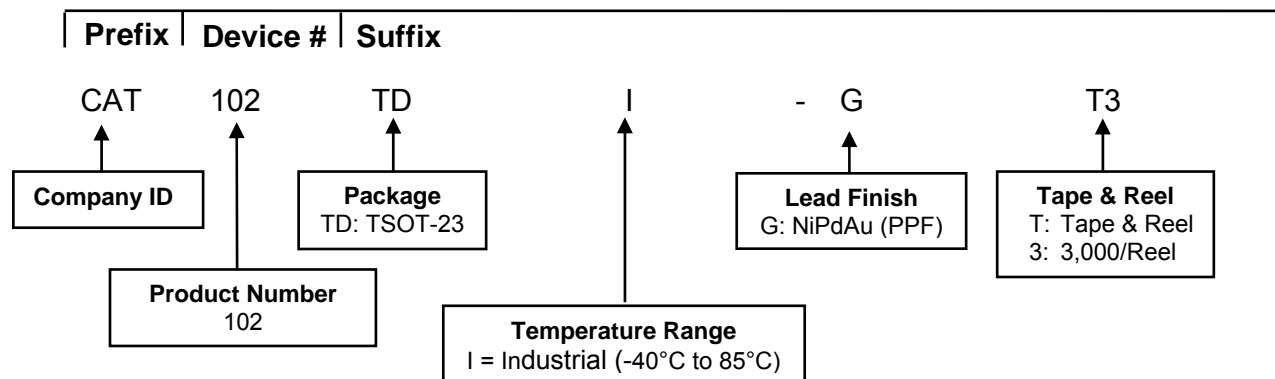 Prefix Device # Suffix
CAT 102 TD I - G T3
Company ID
Package
TD: TSOT-23
Lead Finish
G: NiPdAu (PPF)
Tape & Reel
T: Tape & Reel
3: 3,000/Reel
Product Number
102
Temperature Range
I = Industrial (-40°C to 85°C)